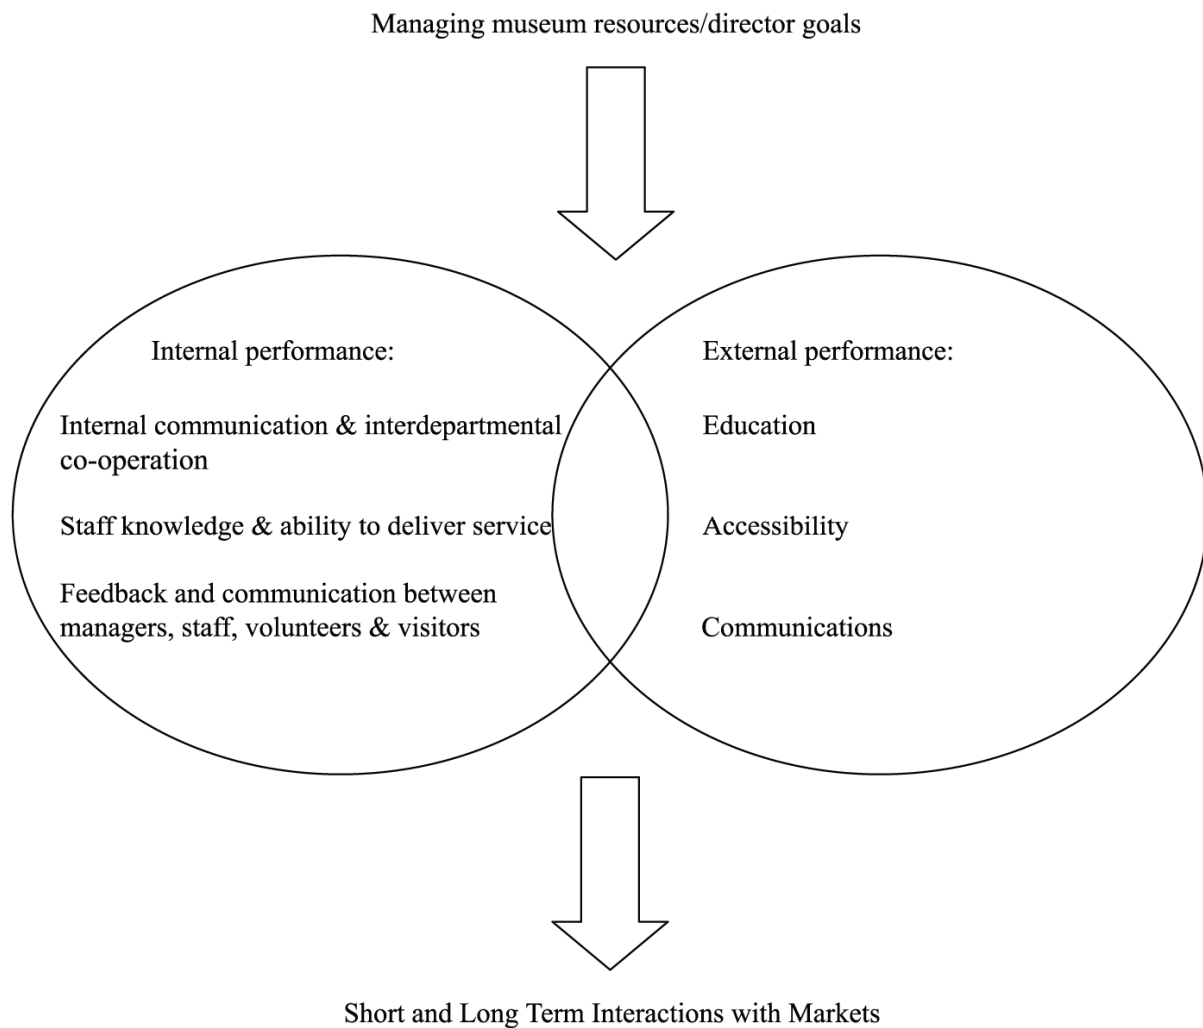 Managing museum resources/director goals
Internal performance:
Internal communication & interdepartmental
co-operation
Staff knowledge & ability to deliver service
Feedback and communication between
managers, staff, volunteers & visitors
External performance:
Education
Accessibility
Communications
Short and Long Term Interactions with Markets